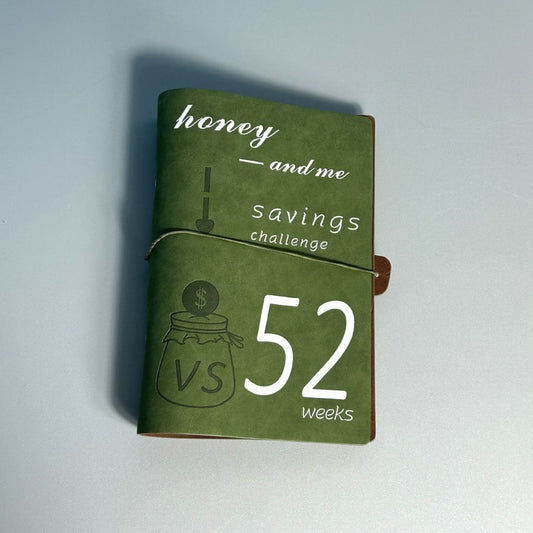 honey
— and me
savings
challenge
$
VS
52
weeks